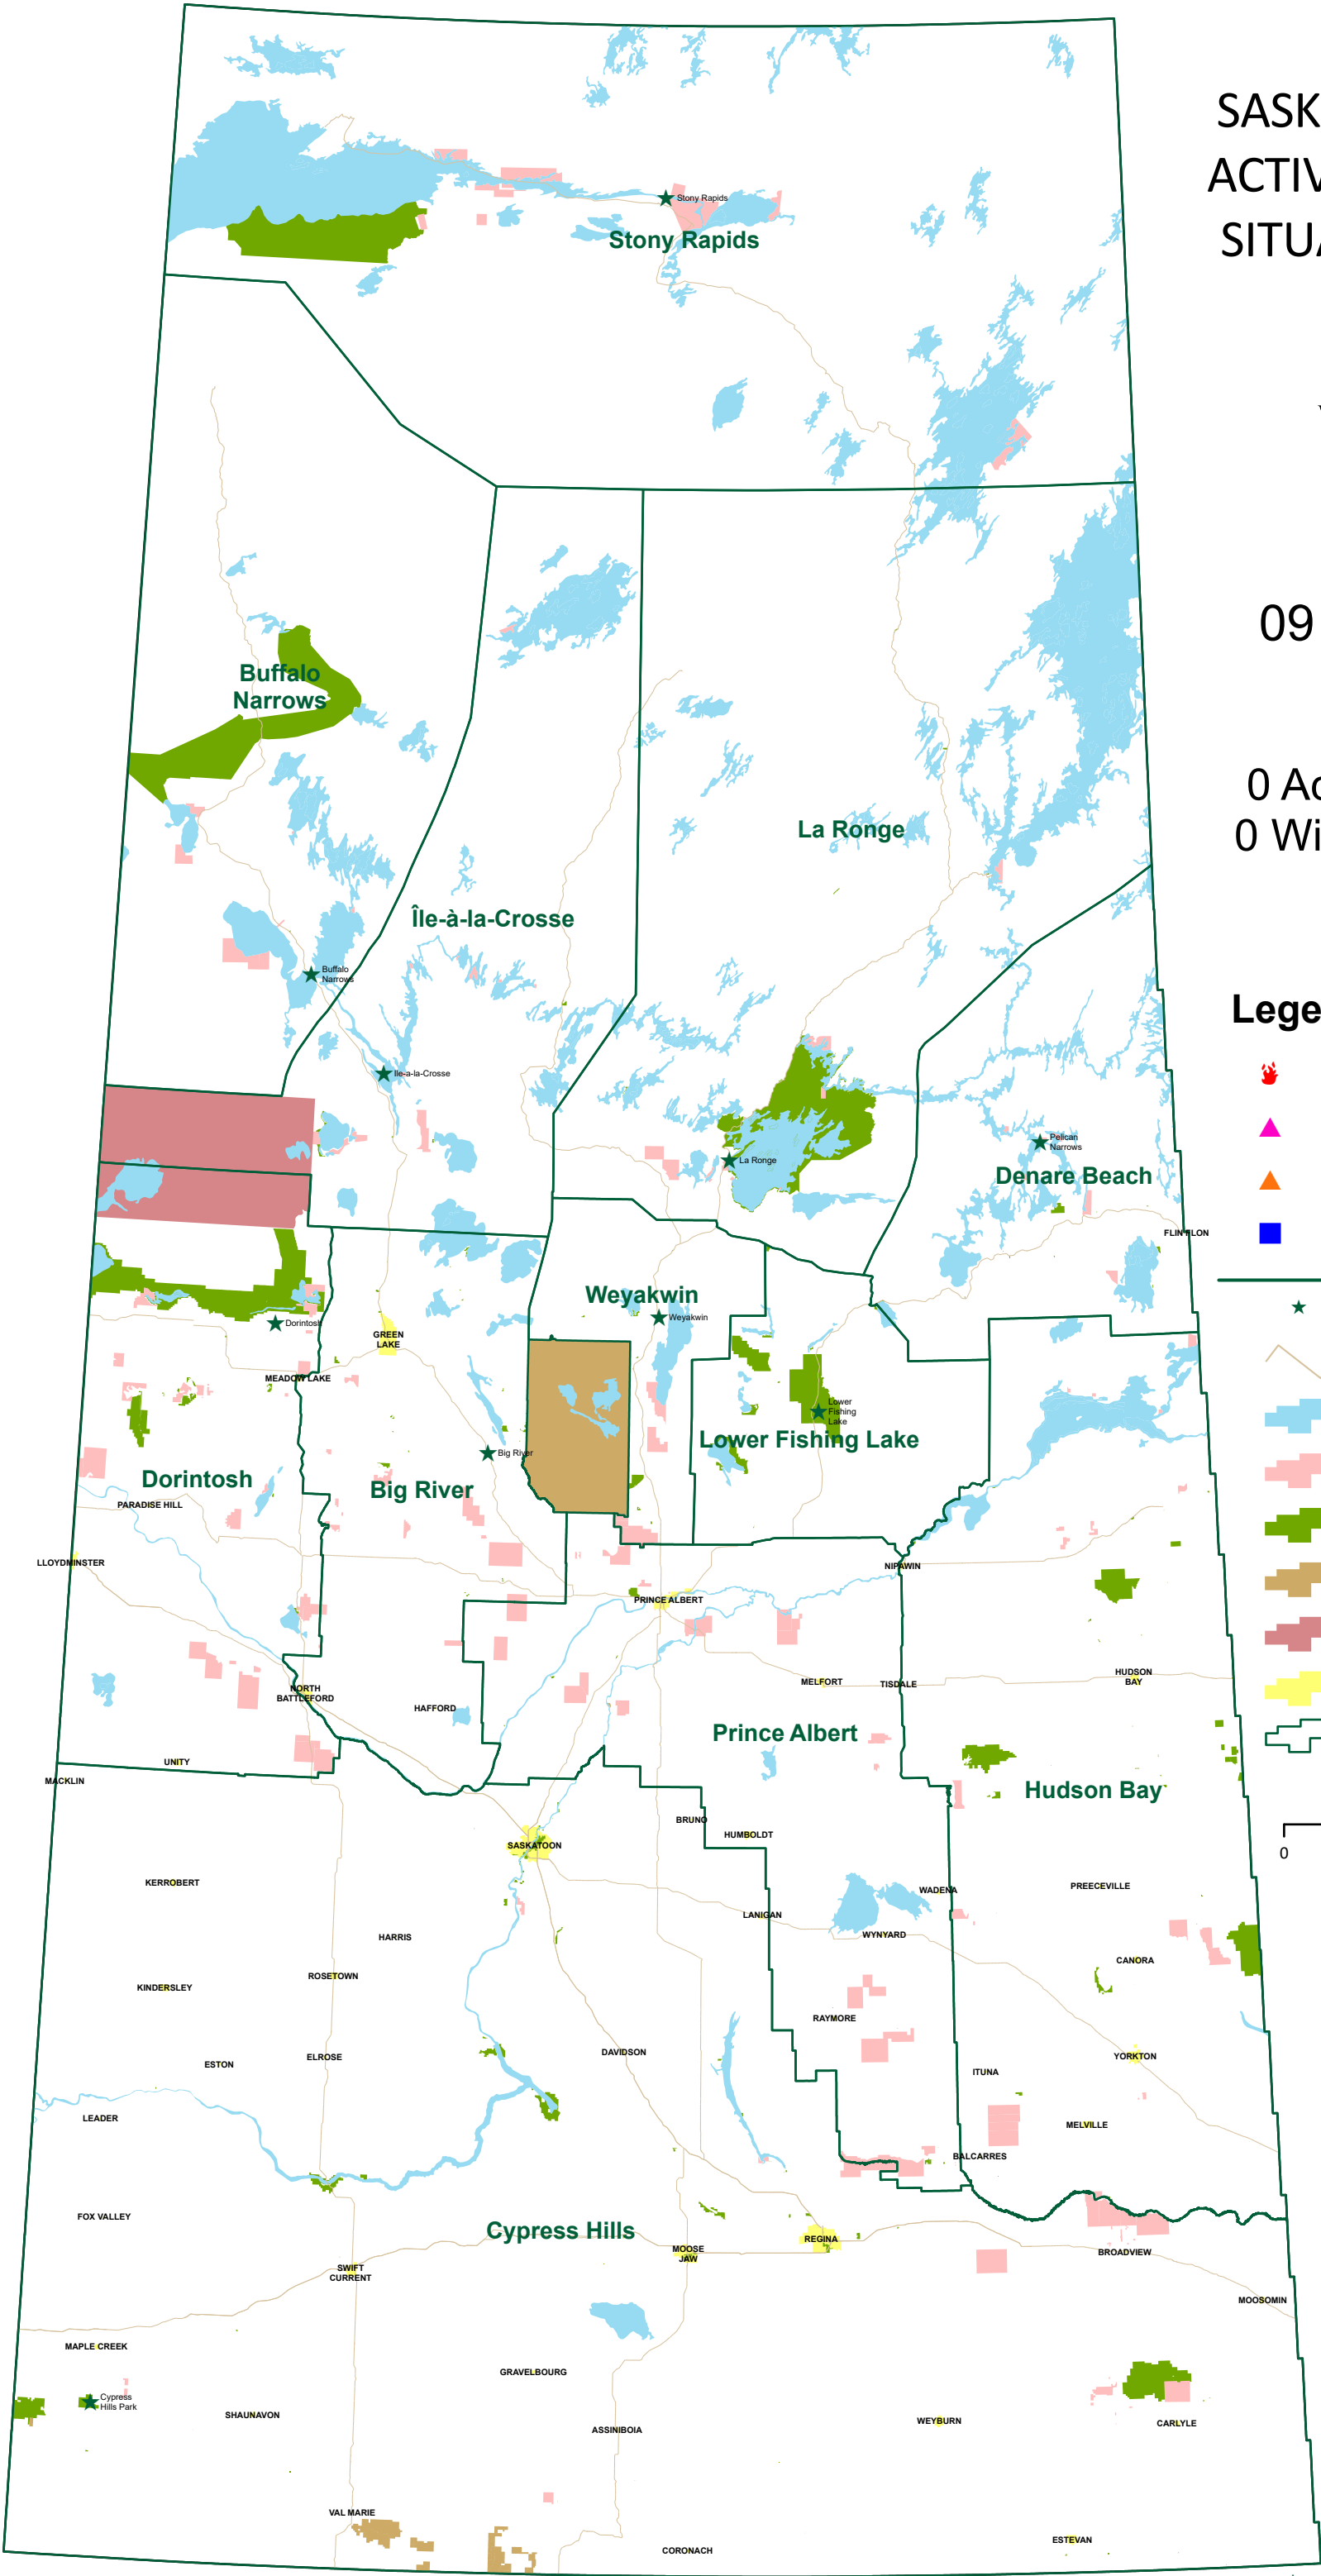 SASK
ACTIV
SITUA
Stony Rapids
Stony Rapids
09
Buffalo
Narrows
0 Ac
0 Wi
La Ronge
Île-à-la-Crosse
Buffalo
Narrows
Lege
Ile-a-la-Crosse
Pelican
Narrows
La Ronge
Denare Beach
FLIN FLON
Weyakwin
Weyakwin
Dorintosh
GREEN
LAKE
MEADOW LAKE
Lower
Fishing
Lake
Lower Fishing Lake
Big River
Dorintosh
Big River
PARADISE HILL
LLOYDMINSTER
NIPAWIN
PRINCE ALBERT
HUDSON
BAY
MELFORT
TISDALE
NORTH
BATTLEFORD
HAFFORD
Prince Albert
UNITY
MACKLIN
Hudson Bay
BRUNO
HUMBOLDT
SASKATOON
0
KERROBERT
PREECEVILLE
WADENA
LANIGAN
WYNYARD
HARRIS
CANORA
ROSETOWN
KINDERSLEY
RAYMORE
DAVIDSON
YORKTON
ELROSE
ESTON
ITUNA
LEADER
MELVILLE
BALCARRES
FOX VALLEY
Cypress Hills
REGINA
MOOSE
JAW
BROADVIEW
SWIFT
CURRENT
MOOSOMIN
MAPLE CREEK
GRAVELBOURG
Cypress
Hills Park
SHAUNAVON
WEYBURN
CARLYLE
ASSINIBOIA
VAL MARIE
ESTEVAN
CORONACH